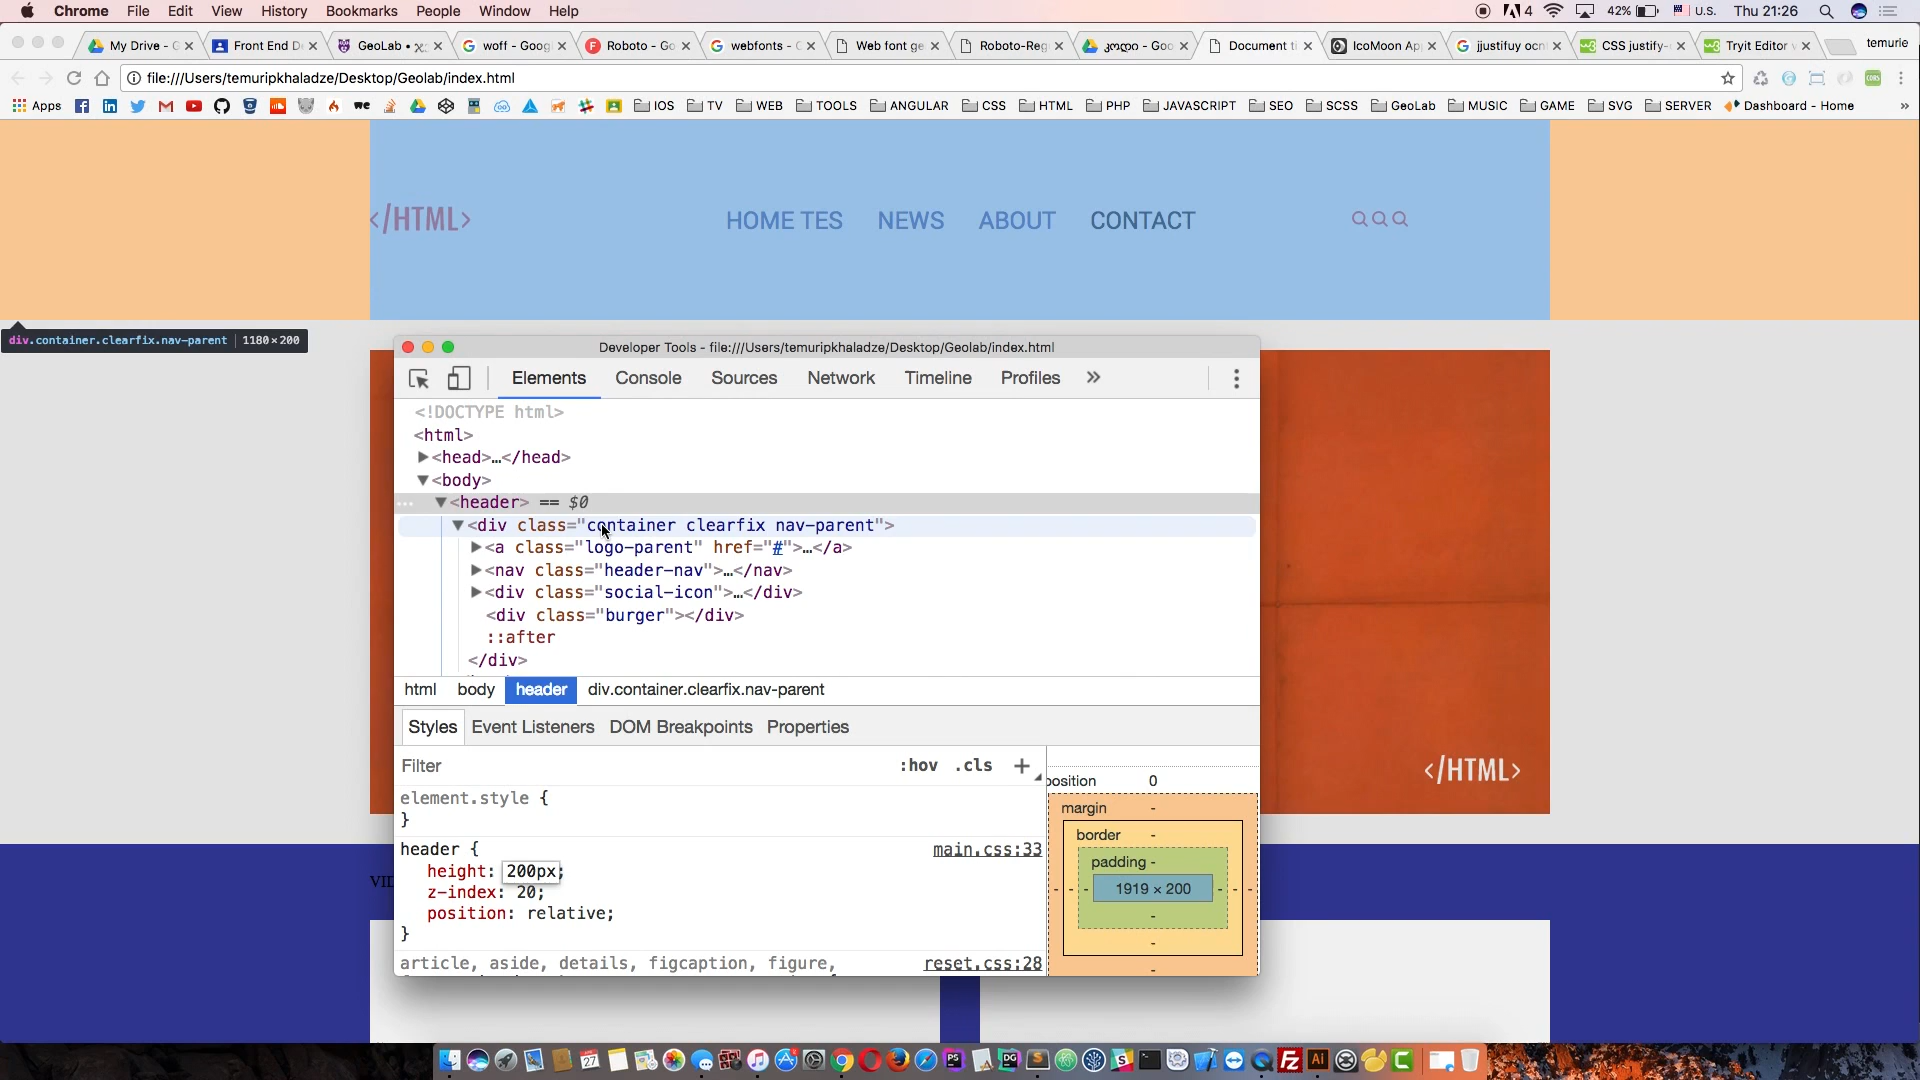 Chrome File Edit View History Bookmarks People Window Help 4 42% U.S. Thu 21:26
My Drive - G Front End D GeoLab • woff - Goog Roboto - Go webfonts - Web font ge Roboto-Reg კოდი - Goo Document ti IcoMoon Ap jjustifuy ocnt CSS justify- Tryit Editor temurie
file:///Users/temuripkhaladze/Desktop/Geolab/index.html
Apps IOS TV WEB TOOLS ANGULAR CSS HTML PHP JAVASCRIPT SEO SCSS GeoLab MUSIC GAME SVG SERVER Dashboard - Home »
</HTML> HOME TES NEWS ABOUT CONTACT
div.container.clearfix.nav-parent 1180×200
Developer Tools - file:///Users/temuripkhaladze/Desktop/Geolab/index.html
Elements Console Sources Network Timeline Profiles »
<!DOCTYPE html>
<html>
▶<head>…</head>
▼<body>
… ▼<header> == $0
▼<div class="container clearfix nav-parent">
▶<a class="logo-parent" href="#">…</a>
▶<nav class="header-nav">…</nav>
▶<div class="social-icon">…</div>
<div class="burger"></div>
::after
</div>
html body header div.container.clearfix.nav-parent
Styles Event Listeners DOM Breakpoints Properties
Filter :hov .cls +
element.style {
}
header { main.css:33
height: 200px;
z-index: 20;
position: relative;
}
article, aside, details, figcaption, figure, reset.css:28
position 0
margin -
border -
padding -
- - - 1919 × 200 - - -
-
-
-
</HTML>
VID